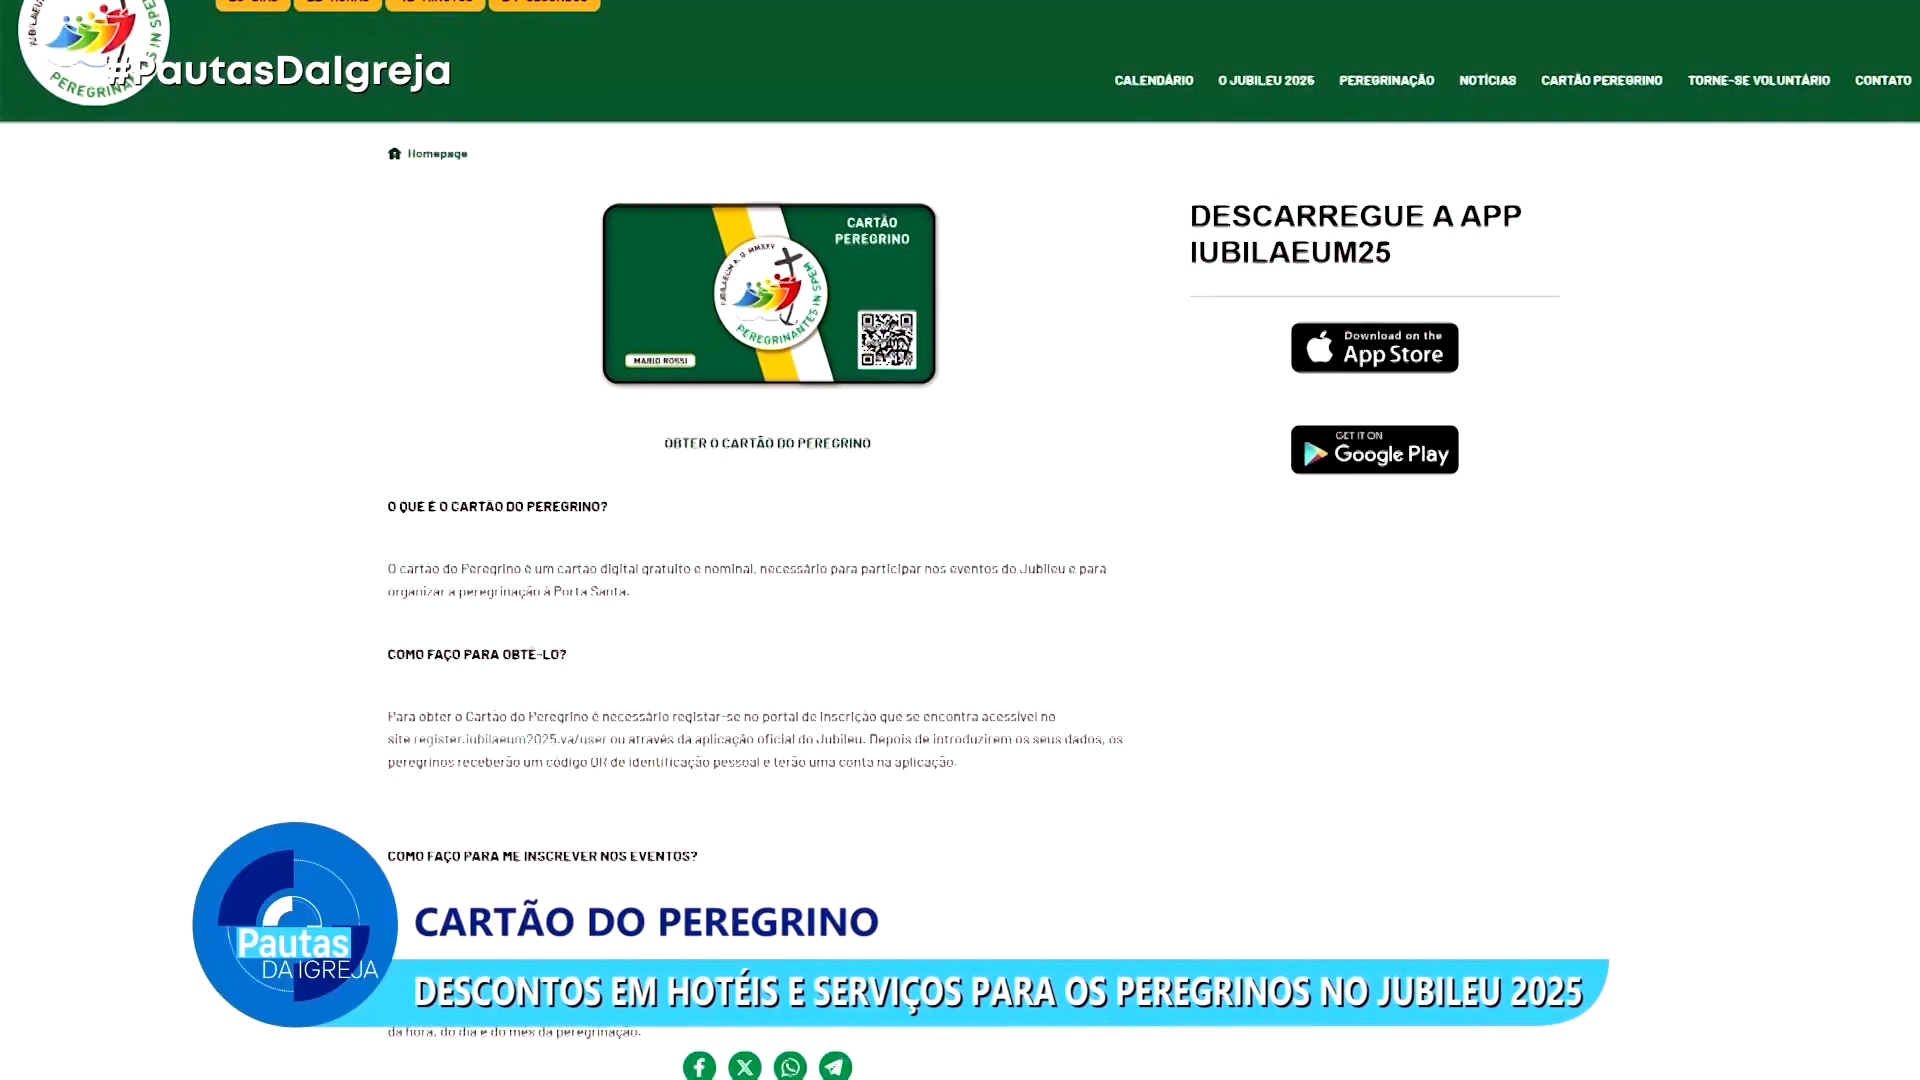 #PautasDaIgreja
CALENDÁRIO O JUBILEU 2025 PEREGRINAÇÃO NOTÍCIAS CARTÃO PEREGRINO TORNE-SE VOLUNTÁRIO CONTATO
Homepage
CARTÃO
PEREGRINO
IUBILAEUM A. D. MMXXV
PEREGRINANTES IN SPEM
MARIO ROSSI
OBTER O CARTÃO DO PEREGRINO
DESCARREGUE A APP
IUBILAEUM25
Download on the
App Store
GET IT ON
Google Play
O QUE É O CARTÃO DO PEREGRINO?
O cartão do Peregrino é um cartão digital gratuito e nominal, necessário para participar nos eventos do Jubileu e para
organizar a peregrinação à Porta Santa.
COMO FAÇO PARA OBTÊ-LO?
Para obter o Cartão do Peregrino é necessário registar-se no portal de inscrição que se encontra acessível no
site register.iubilaeum2025.va/user ou através da aplicação oficial do Jubileu. Depois de introduzirem os seus dados, os
peregrinos receberão um código QR de identificação pessoal e terão uma conta na aplicação.
COMO FAÇO PARA ME INSCREVER NOS EVENTOS?
Pautas
DA IGREJA
CARTÃO DO PEREGRINO
DESCONTOS EM HOTÉIS E SERVIÇOS PARA OS PEREGRINOS NO JUBILEU 2025
da hora, do dia e do mês da peregrinação.